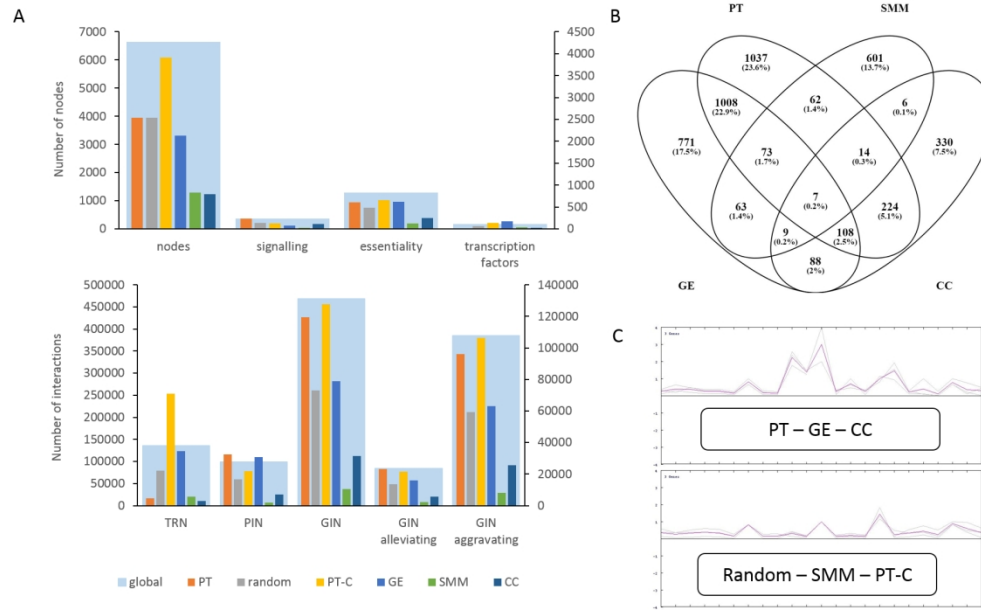 A
7000
6000
5000
4000
3000
2000
1000
0
Number of nodes
4500
4000
3500
3000
2500
2000
1500
1000
500
0
nodes
signalling
essentiality
transcription
factors
500000
450000
400000
350000
300000
250000
200000
150000
100000
50000
0
Number of interactions
140000
120000
100000
80000
60000
40000
20000
0
TRN
PIN
GIN
GIN
alleviating
GIN
aggravating
global
PT
random
PT-C
GE
SMM
CC
B
PT
SMM
1037
(23.6%)
601
(13.7%)
1008
(22.9%)
62
(1.4%)
6
(0.1%)
771
(17.5%)
73
(1.7%)
14
(0.3%)
330
(7.5%)
63
(1.4%)
7
(0.2%)
224
(5.1%)
9
(0.2%)
108
(2.5%)
88
(2%)
GE
CC
C
PT – GE – CC
Random – SMM – PT-C